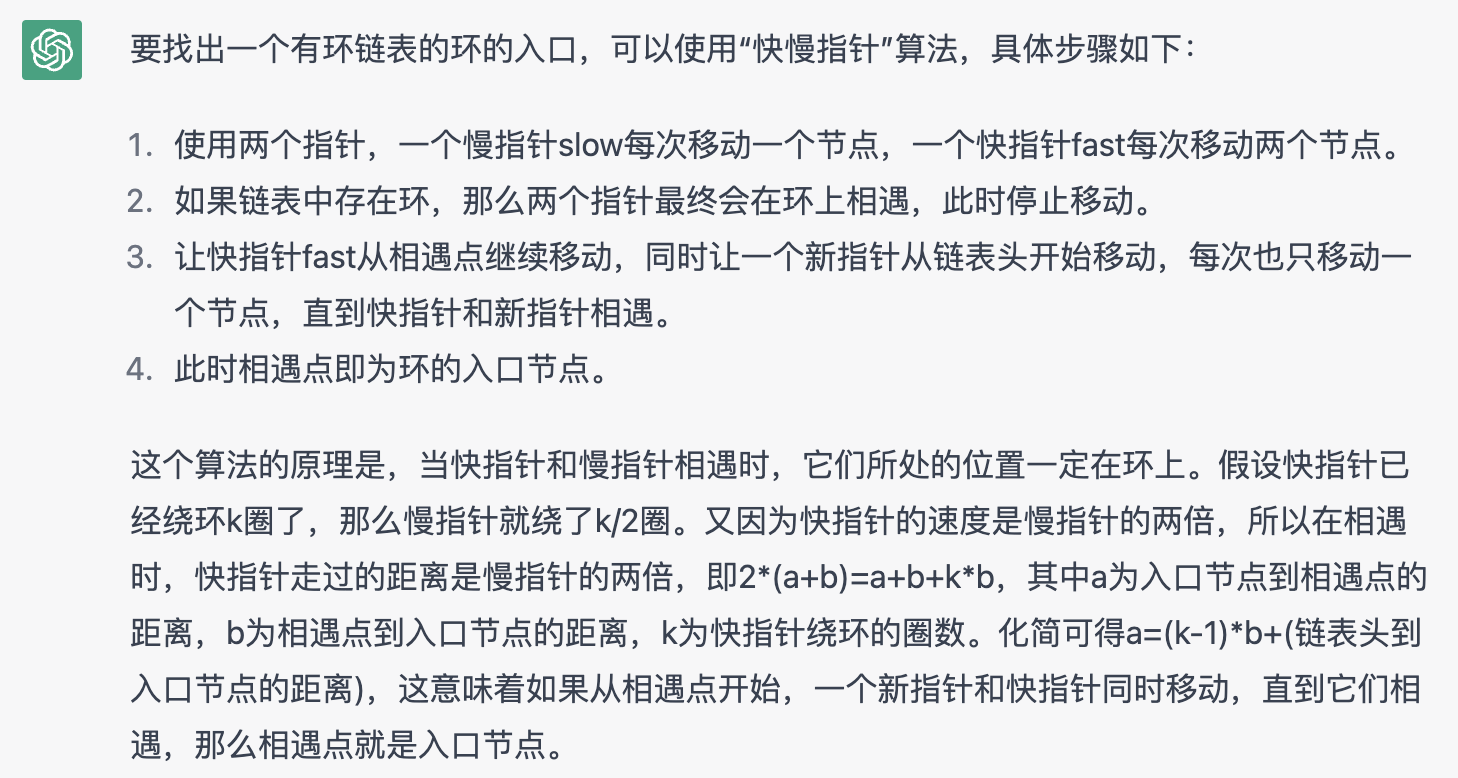 要找出一个有环链表的环的入口，可以使用“快慢指针”算法，具体步骤如下：
1. 使用两个指针，一个慢指针slow每次移动一个节点，一个快指针fast每次移动两个节点。
2. 如果链表中存在环，那么两个指针最终会在环上相遇，此时停止移动。
3. 让快指针fast从相遇点继续移动，同时让一个新指针从链表头开始移动，每次也只移动一
个节点，直到快指针和新指针相遇。
4. 此时相遇点即为环的入口节点。
这个算法的原理是，当快指针和慢指针相遇时，它们所处的位置一定在环上。假设快指针已
经绕环k圈了，那么慢指针就绕了k/2圈。又因为快指针的速度是慢指针的两倍，所以在相遇
时，快指针走过的距离是慢指针的两倍，即2*(a+b)=a+b+k*b，其中a为入口节点到相遇点的
距离，b为相遇点到入口节点的距离，k为快指针绕环的圈数。化简可得a=(k-1)*b+(链表头到
入口节点的距离)，这意味着如果从相遇点开始，一个新指针和快指针同时移动，直到它们相
遇，那么相遇点就是入口节点。